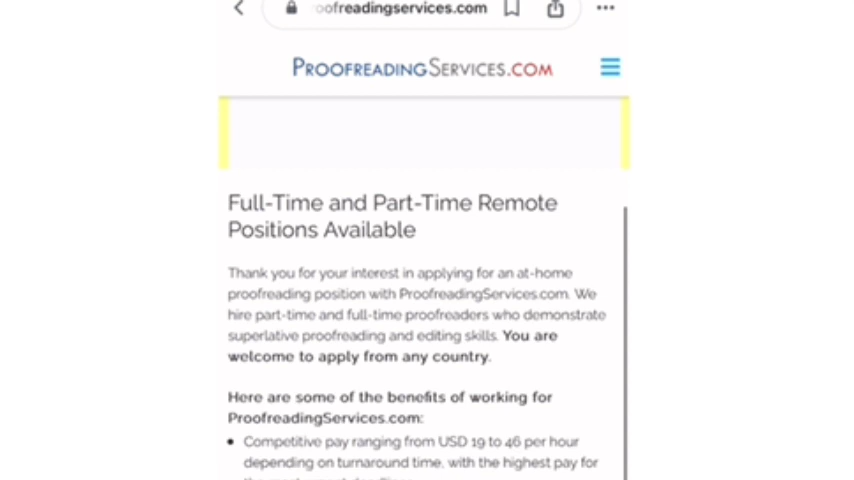 oofreadingservices.com
PROOFREADINGSERVICES.COM
Full-Time and Part-Time Remote
Positions Available
Thank you for your interest in applying for an at-home
proofreading position with ProofreadingServices.com. We
hire part-time and full-time proofreaders who demonstrate
superlative proofreading and editing skills. You are
welcome to apply from any country.
Here are some of the benefits of working for
ProofreadingServices.com:
• Competitive pay ranging from USD 19 to 46 per hour
depending on turnaround time, with the highest pay for